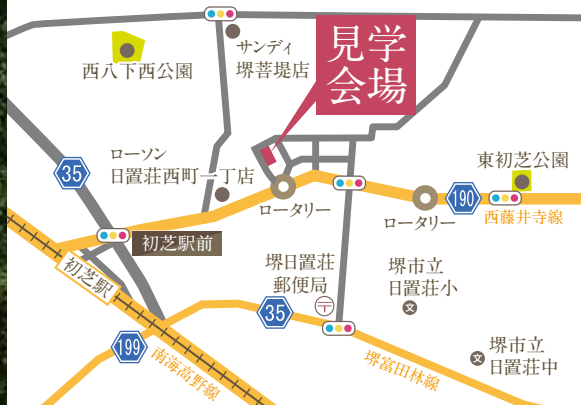 サンディ
堺菩提店
見学
会場
西八下西公園
ローソン
日置荘西町一丁店
35
東初芝公園
190
ロータリー
ロータリー
西藤井寺線
初芝駅前
初芝駅
堺日置荘
郵便局
〒
堺市立
日置荘小
文
35
199
南海高野線
堺富田林線
堺市立
日置荘中
文